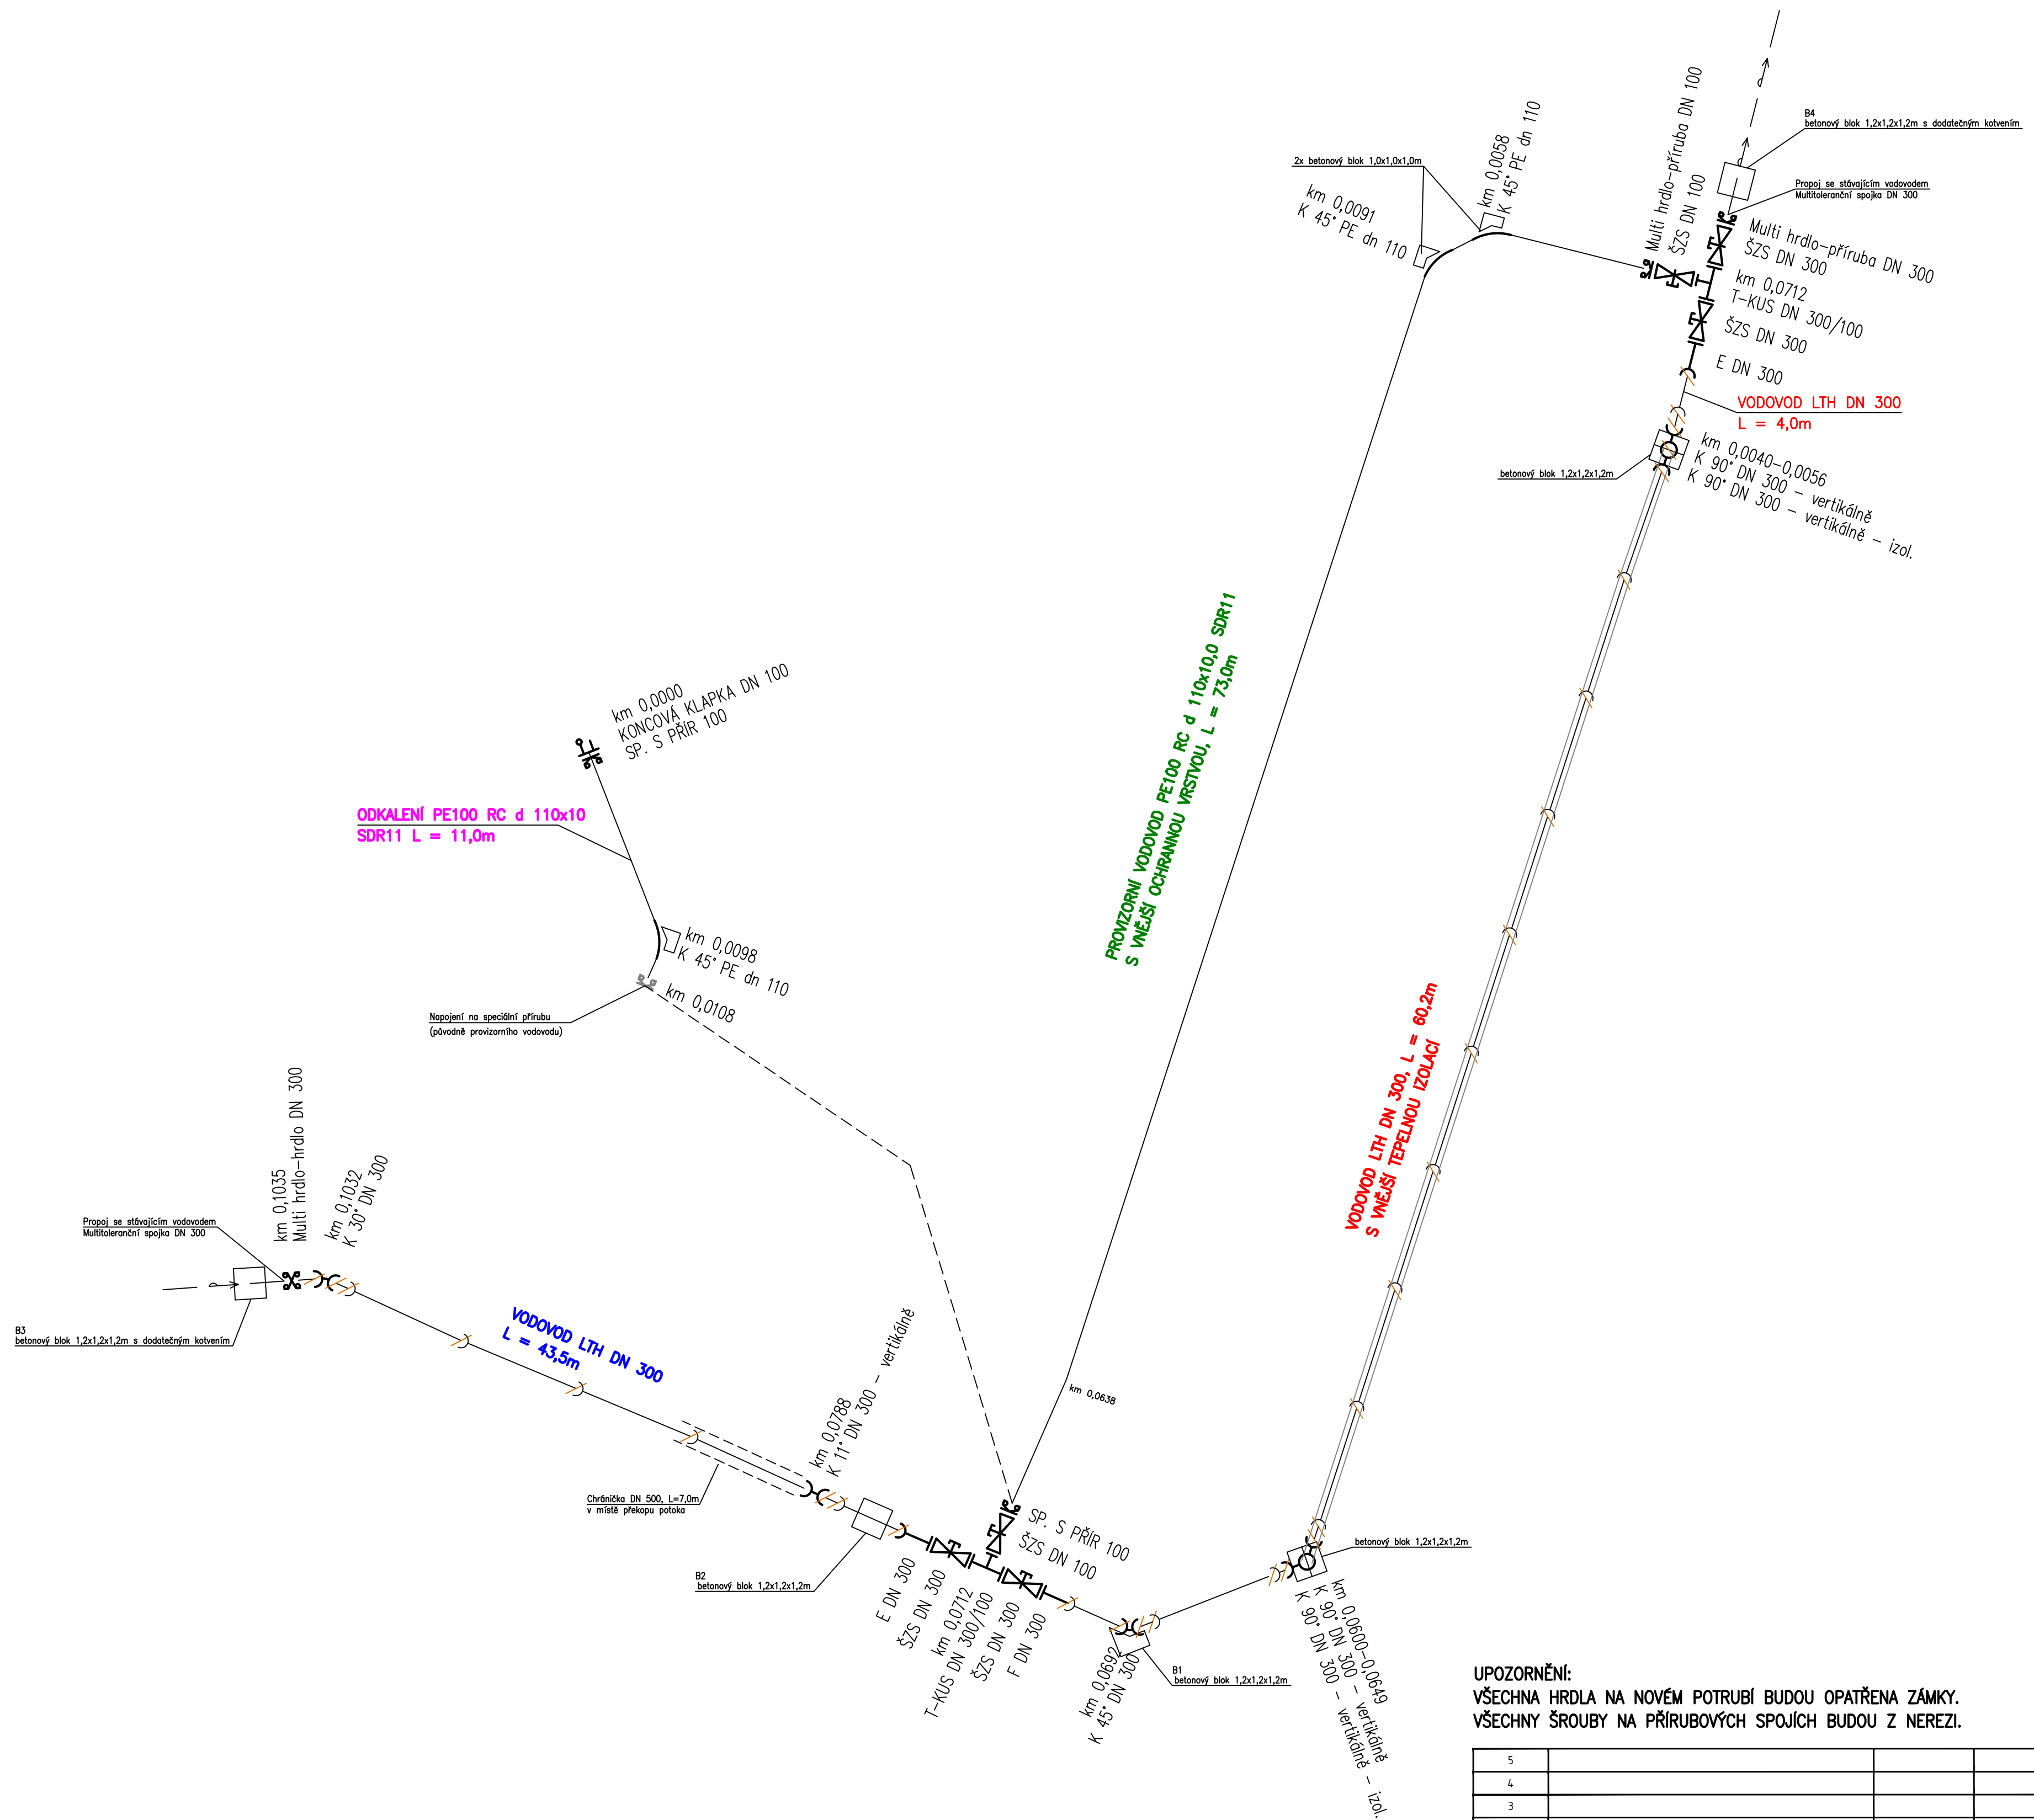 B4
betonový blok 1,2x1,2x1,2m s dodatečným kotvením
Propoj se stávajícím vodovodem
Multitoleranční spojka DN 300
Multi hrdlo-příruba DN 100
ŠZS DN 100
km 0,0058
K 45° PE dn 110
2x betonový blok 1,0x1,0x1,0m
km 0,0091
K 45° PE dn 110
Multi hrdlo-příruba DN 300
ŠZS DN 300
km 0,0712
T-KUS DN 300/100
ŠZS DN 300
E DN 300
VODOVOD LTH DN 300
L = 4,0m
km 0,0040-0,0056
K 90° DN 300 - vertikálně
K 90° DN 300 - vertikálně - izol.
betonový blok 1,2x1,2x1,2m
PROVIZORNÍ VODOVOD PE100 RC d 110x10,0 SDR11
S VNĚJŠÍ OCHRANNOU VRSTVOU, L = 73,0m
km 0,0000
KONCOVÁ KLAPKA DN 100
SP. S PŘÍR 100
ODKALENÍ PE100 RC d 110x10
SDR11 L = 11,0m
km 0,0098
K 45° PE dn 110
km 0,0108
Napojení na speciální přírubu
(původně provizorního vodovodu)
VODOVOD LTH DN 300, L = 60,2m
S VNĚJŠÍ TEPELNOU IZOLACÍ
km 0,1035
Multi hrdlo-hrdlo DN 300
km 0,1032
K 30° DN 300
Propoj se stávajícím vodovodem
Multitoleranční spojka DN 300
B3
betonový blok 1,2x1,2x1,2m s dodatečným kotvením
VODOVOD LTH DN 300
L = 43,5m
km 0,0788
K 11° DN 300 - vertikálně
km 0,0638
Chránička DN 500, L=7,0m
v místě překopu potoka
SP. S PŘÍR 100
ŠZS DN 100
B2
betonový blok 1,2x1,2x1,2m
E DN 300
ŠZS DN 300
km 0,0712
T-KUS DN 300/100
ŠZS DN 300
F DN 300
km 0,0692
K 45° DN 300
B1
betonový blok 1,2x1,2x1,2m
betonový blok 1,2x1,2x1,2m
km 0,0600-0,0649
K 90° DN 300 - vertikálně
K 90° DN 300 - vertikálně - izol.
UPOZORNĚNÍ:
VŠECHNA HRDLA NA NOVÉM POTRUBÍ BUDOU OPATŘENA ZÁMKY.
VŠECHNY ŠROUBY NA PŘÍRUBOVÝCH SPOJÍCH BUDOU Z NEREZI.
5
4
3